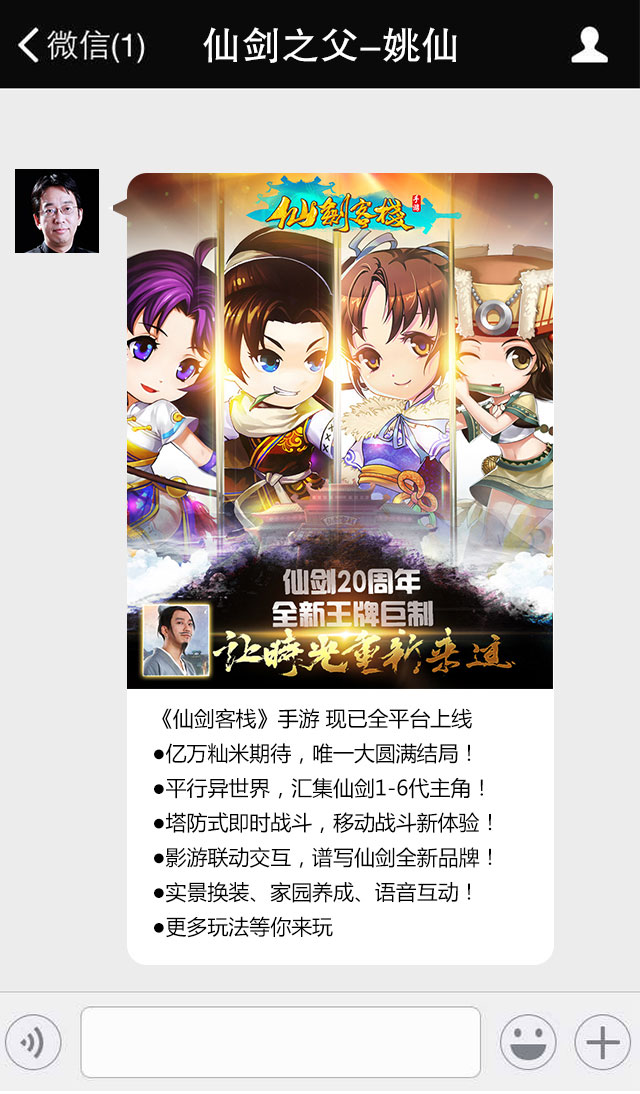 微信(1)
仙剑之父-姚仙
仙剑客栈
手游
仙剑20周年
全新王牌巨制
让時光重新来过
《仙剑客栈》手游 现已全平台上线
●亿万籼米期待，唯一大圆满结局！
●平行异世界，汇集仙剑1-6代主角！
●塔防式即时战斗，移动战斗新体验！
●影游联动交互，谱写仙剑全新品牌！
●实景换装、家园养成、语音互动！
●更多玩法等你来玩